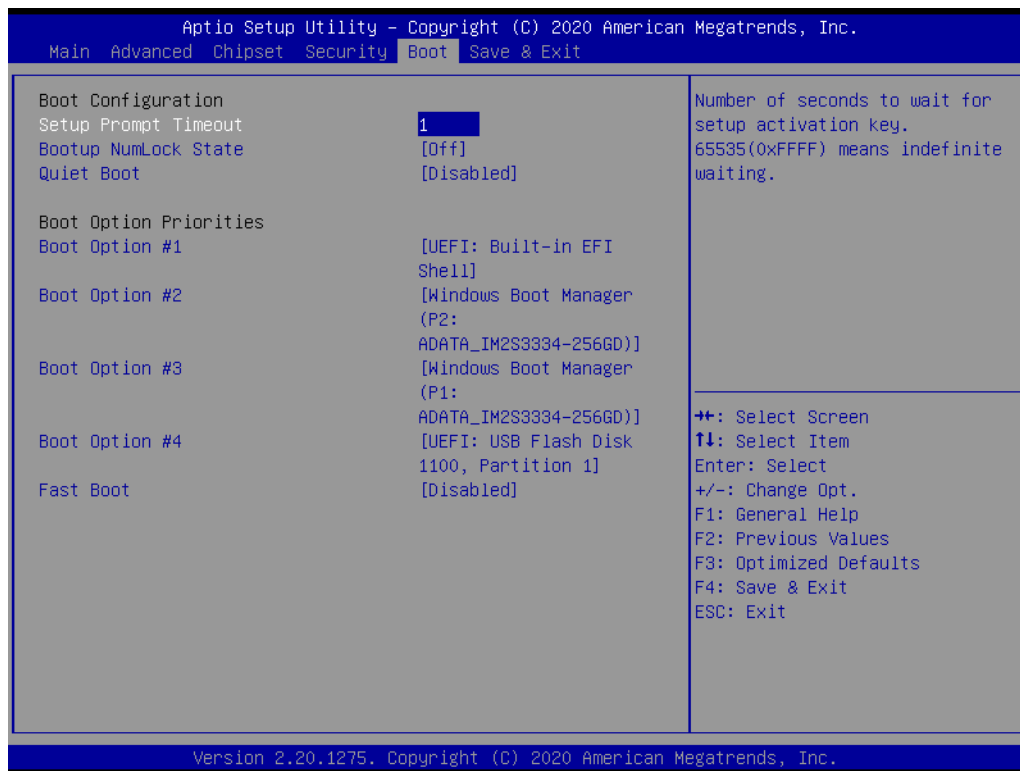 Aptio Setup Utility – Copyright (C) 2020 American Megatrends, Inc.
Main Advanced Chipset Security Boot Save & Exit
Boot Configuration
Setup Prompt Timeout 1
Bootup NumLock State [Off]
Quiet Boot [Disabled]
Boot Option Priorities
Boot Option #1 [UEFI: Built-in EFI
Shell]
Boot Option #2 [Windows Boot Manager
(P2:
ADATA_IM2S3334-256GD)]
Boot Option #3 [Windows Boot Manager
(P1:
ADATA_IM2S3334-256GD)]
Boot Option #4 [UEFI: USB Flash Disk
1100, Partition 1]
Fast Boot [Disabled]
Number of seconds to wait for
setup activation key.
65535(0xFFFF) means indefinite
waiting.
→←: Select Screen
↑↓: Select Item
Enter: Select
+/-: Change Opt.
F1: General Help
F2: Previous Values
F3: Optimized Defaults
F4: Save & Exit
ESC: Exit
Version 2.20.1275. Copyright (C) 2020 American Megatrends, Inc.